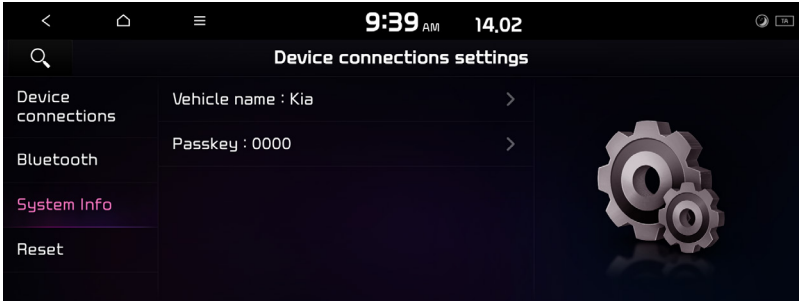 9:39 AM 14.02
TA
Device connections settings
Device
connections
Vehicle name : Kia
Passkey : 0000
Bluetooth
System Info
Reset